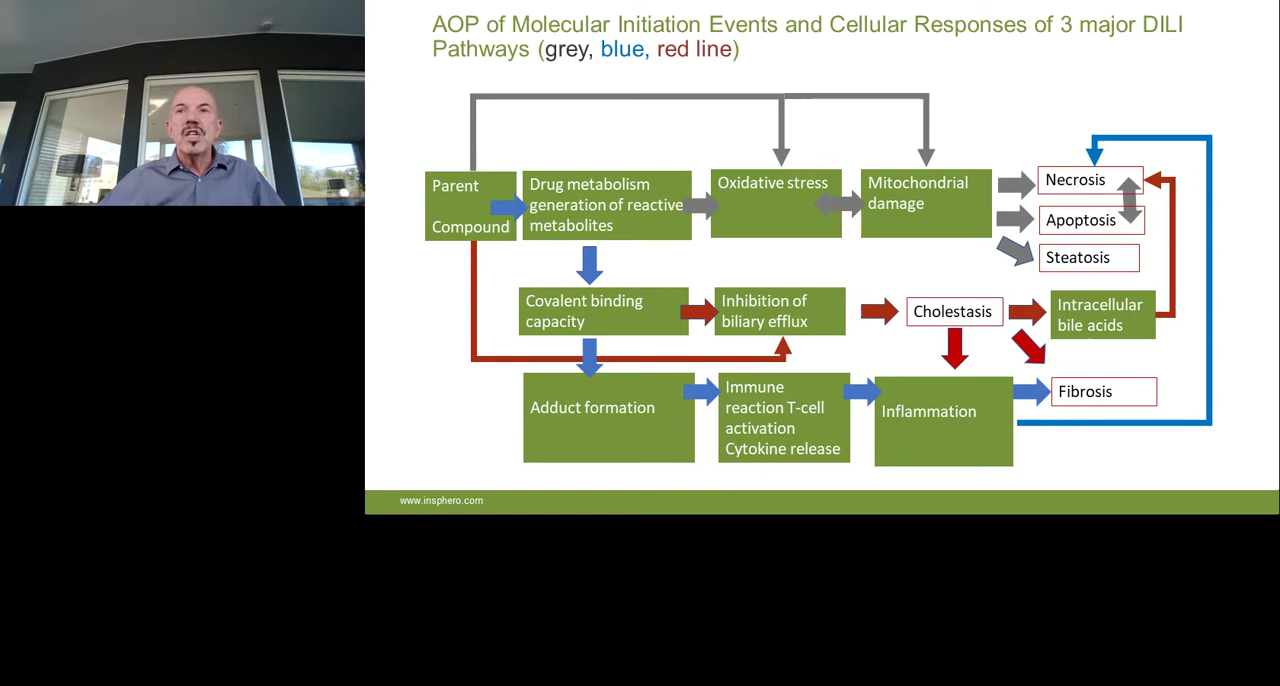 AOP of Molecular Initiation Events and Cellular Responses of 3 major DILI
Pathways (grey, blue, red line)
Parent
Compound
Drug metabolism
generation of reactive
metabolites
Oxidative stress
Mitochondrial
damage
Necrosis
Apoptosis
Steatosis
Covalent binding
capacity
Inhibition of
biliary efflux
Cholestasis
Intracellular
bile acids
Adduct formation
Immune
reaction T-cell
activation
Cytokine release
Inflammation
Fibrosis
www.insphero.com